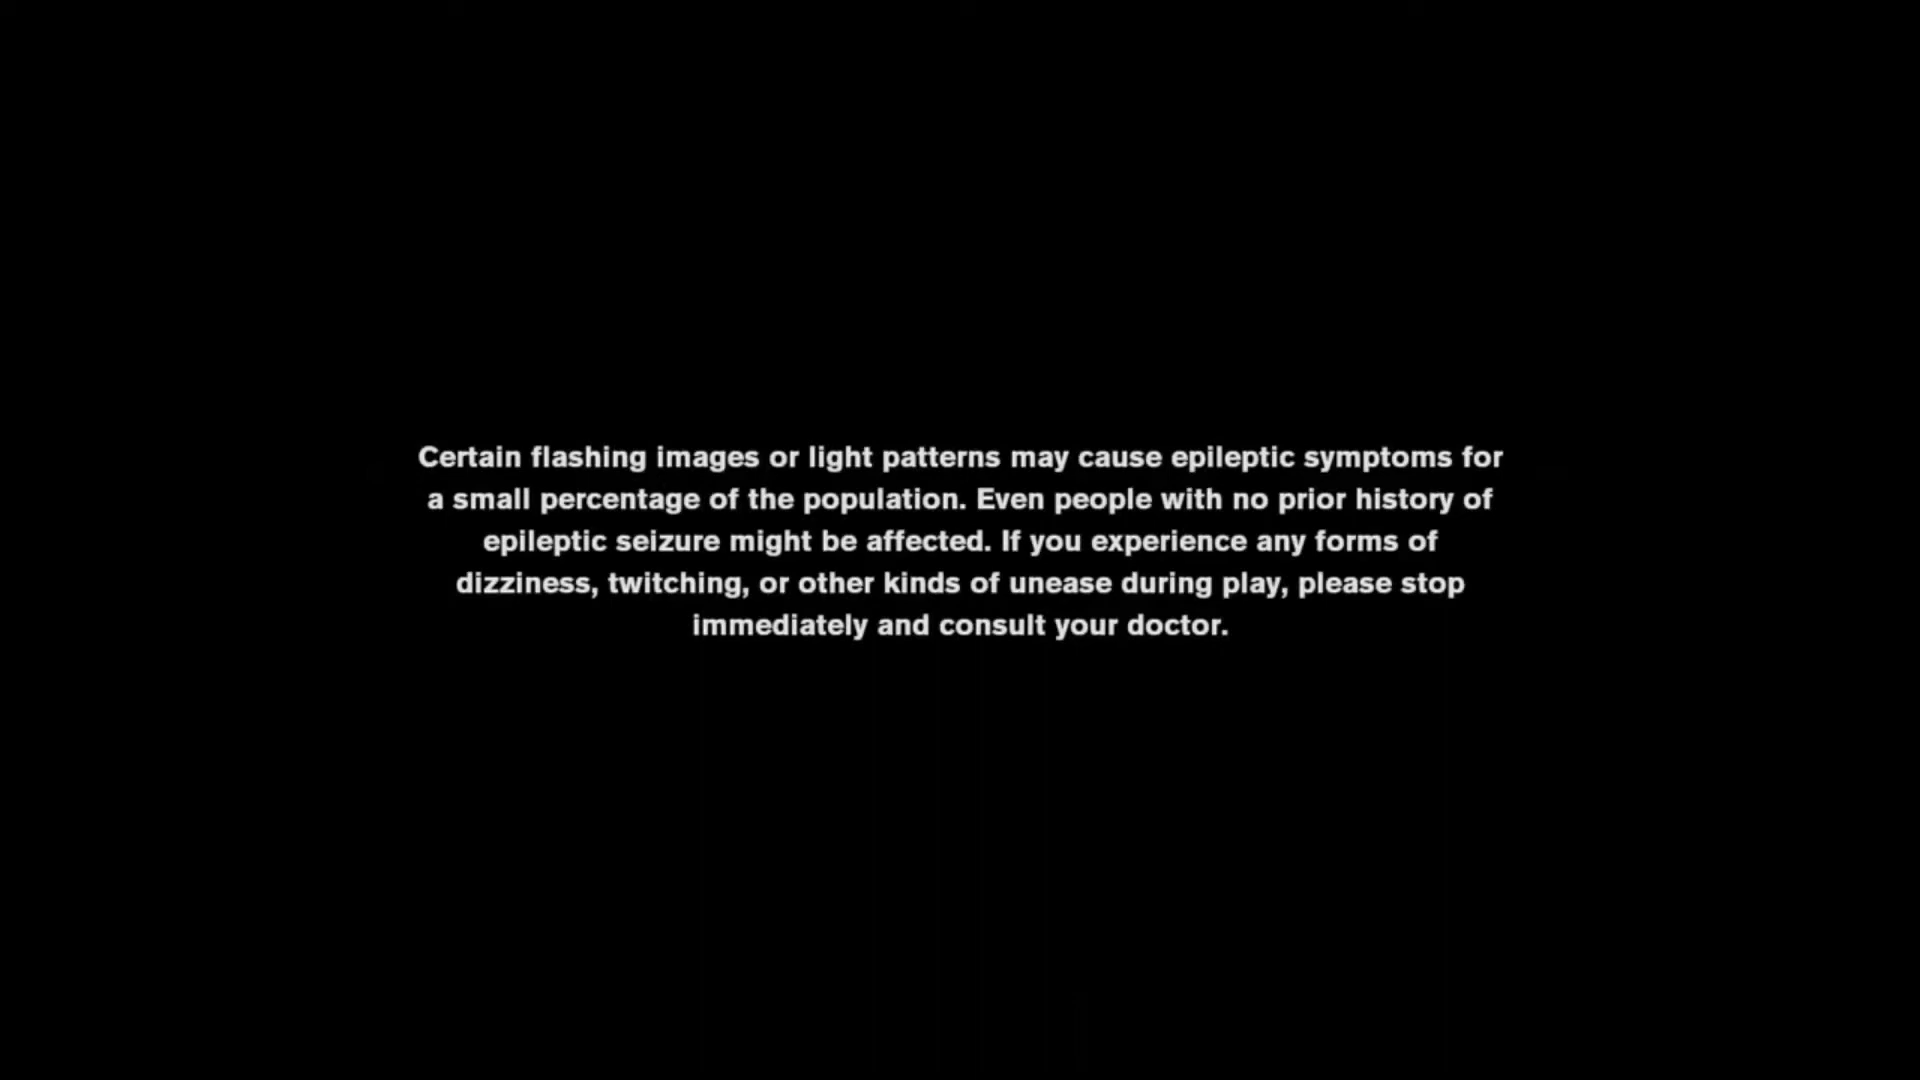 Certain flashing images or light patterns may cause epileptic symptoms for
a small percentage of the population. Even people with no prior history of
epileptic seizure might be affected. If you experience any forms of
dizziness, twitching, or other kinds of unease during play, please stop
immediately and consult your doctor.